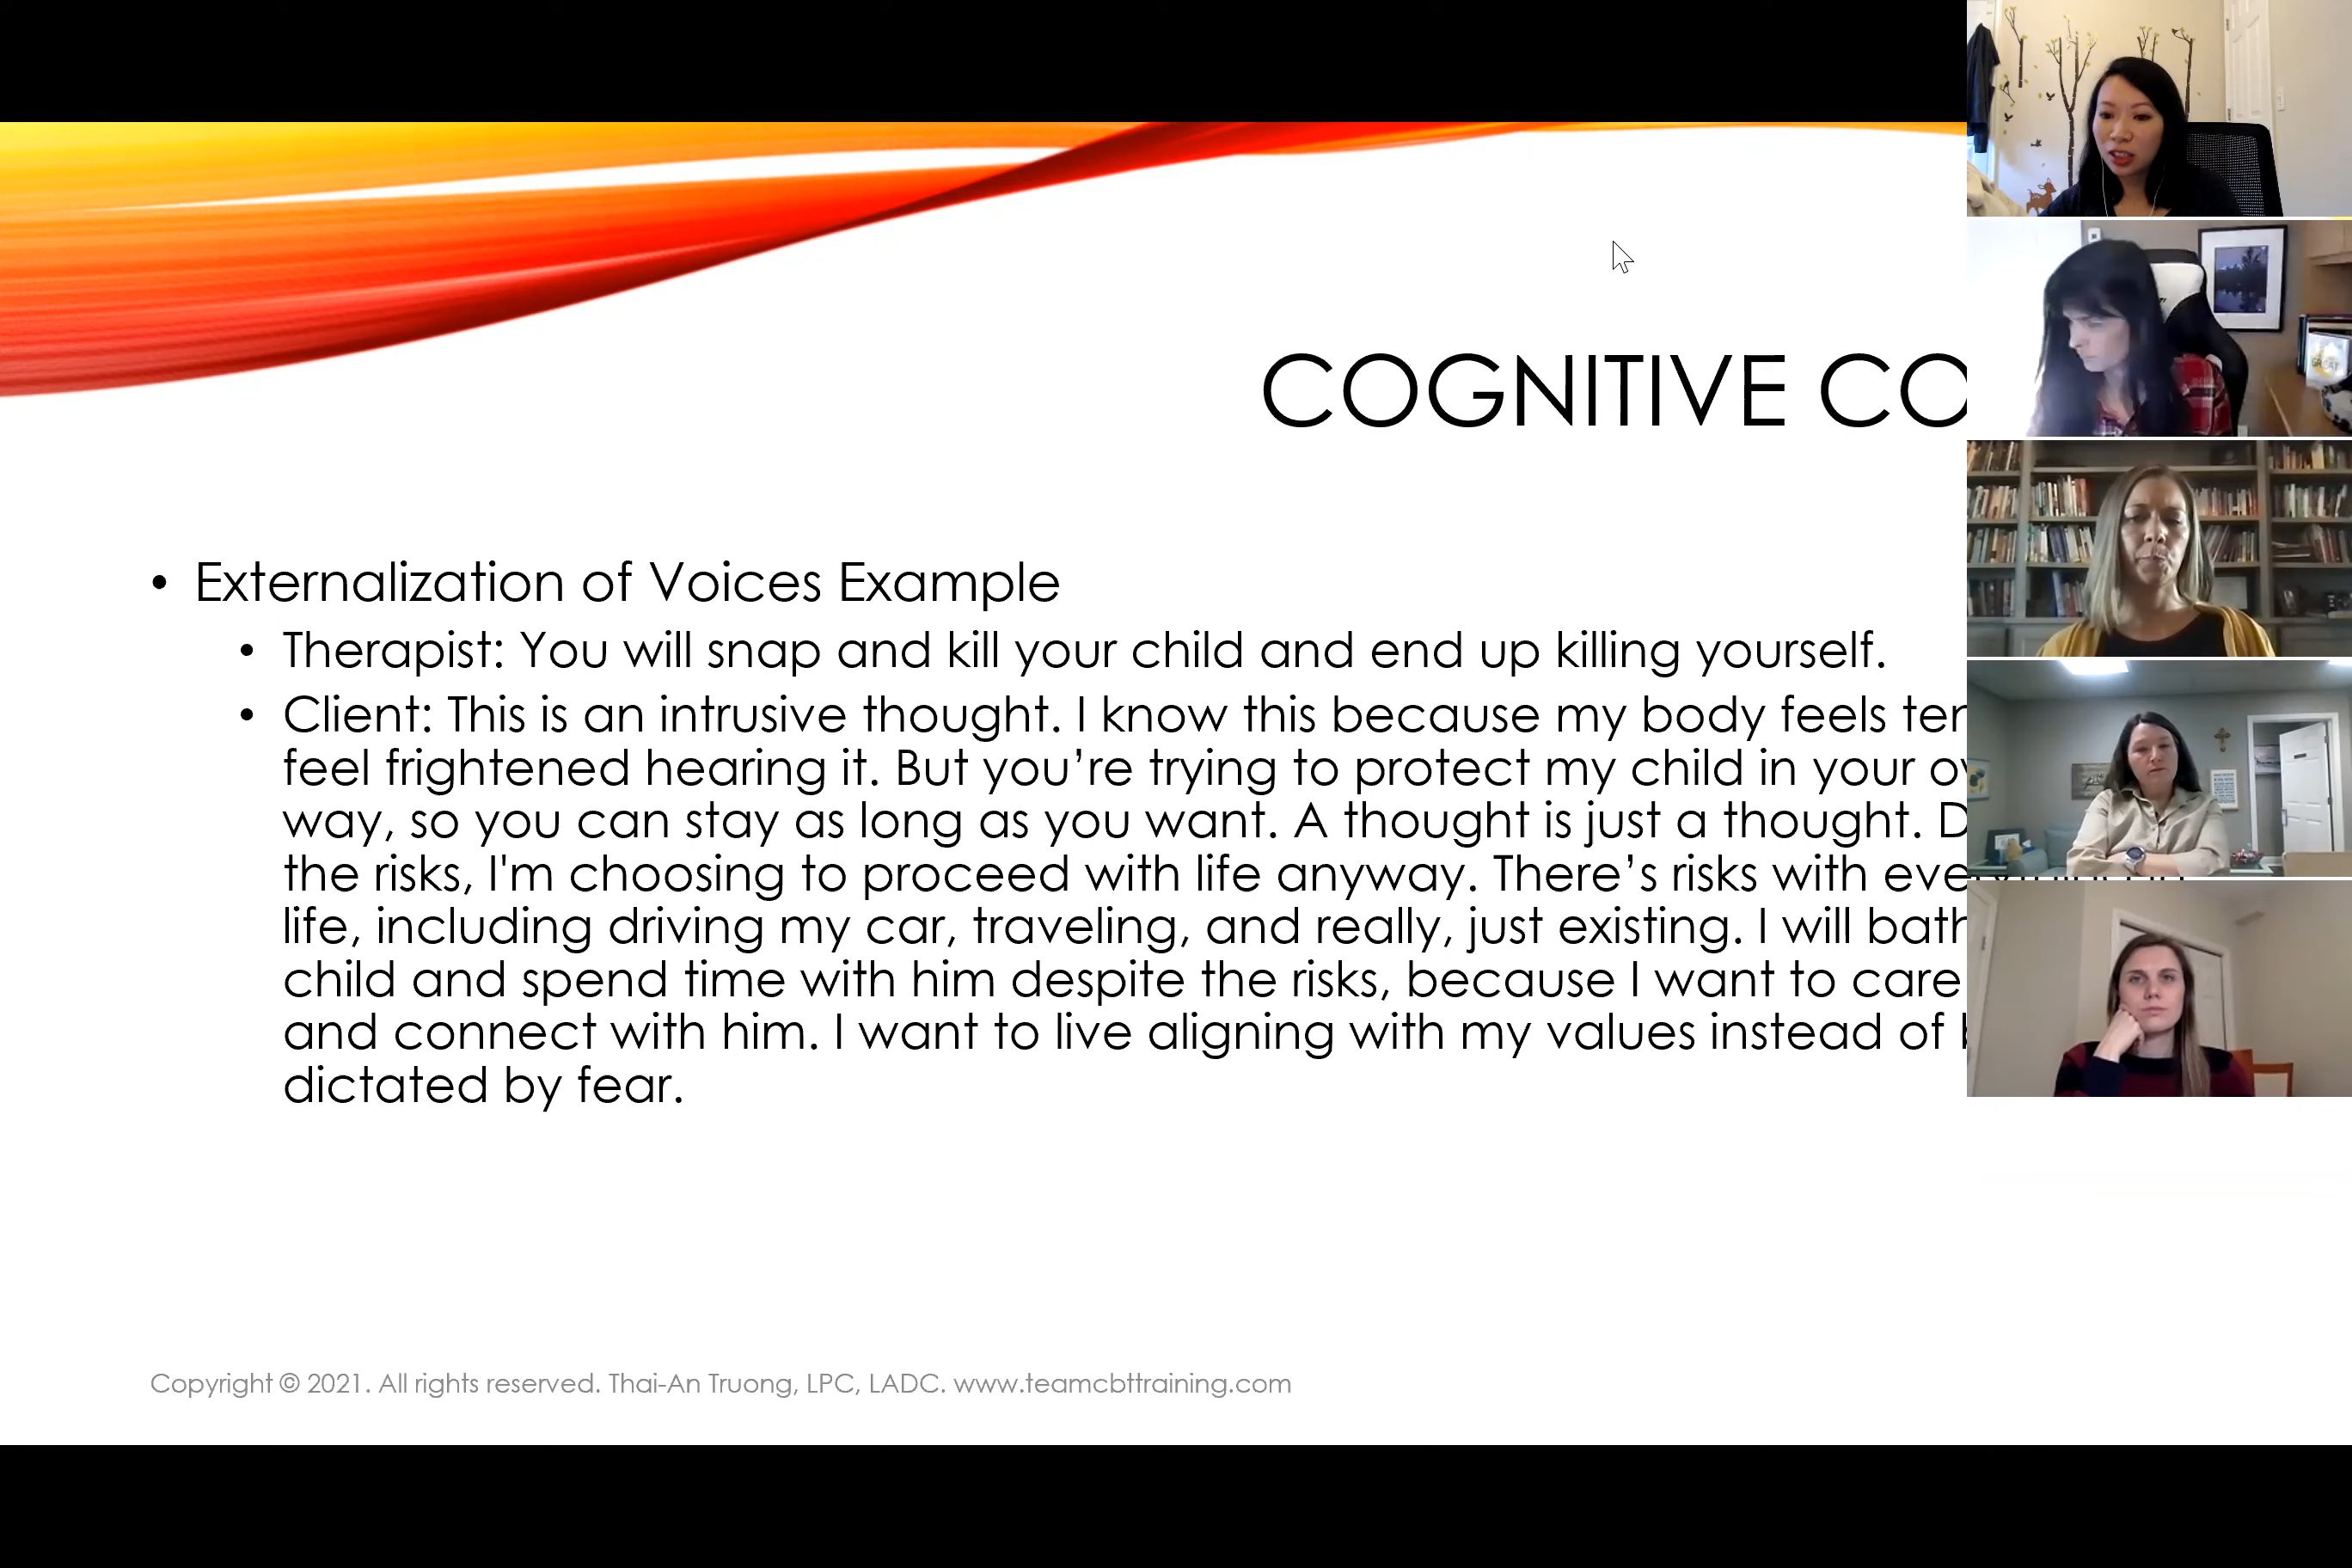 COGNITIVE
• Externalization of Voices Example
• Therapist: You will snap and kill your child and end up killing yourself.
• Client: This is an intrusive thought. I know this because my body feels
feel frightened hearing it. But you’re trying to protect my child in your
way, so you can stay as long as you want. A thought is just a thought.
the risks, I'm choosing to proceed with life anyway. There’s risks with
life, including driving my car, traveling, and really, just existing. I will
child and spend time with him despite the risks, because I want to care
and connect with him. I want to live aligning with my values instead of
dictated by fear.
Copyright © 2021. All rights reserved. Thai-An Truong, LPC, LADC. www.teamcbttraining.com